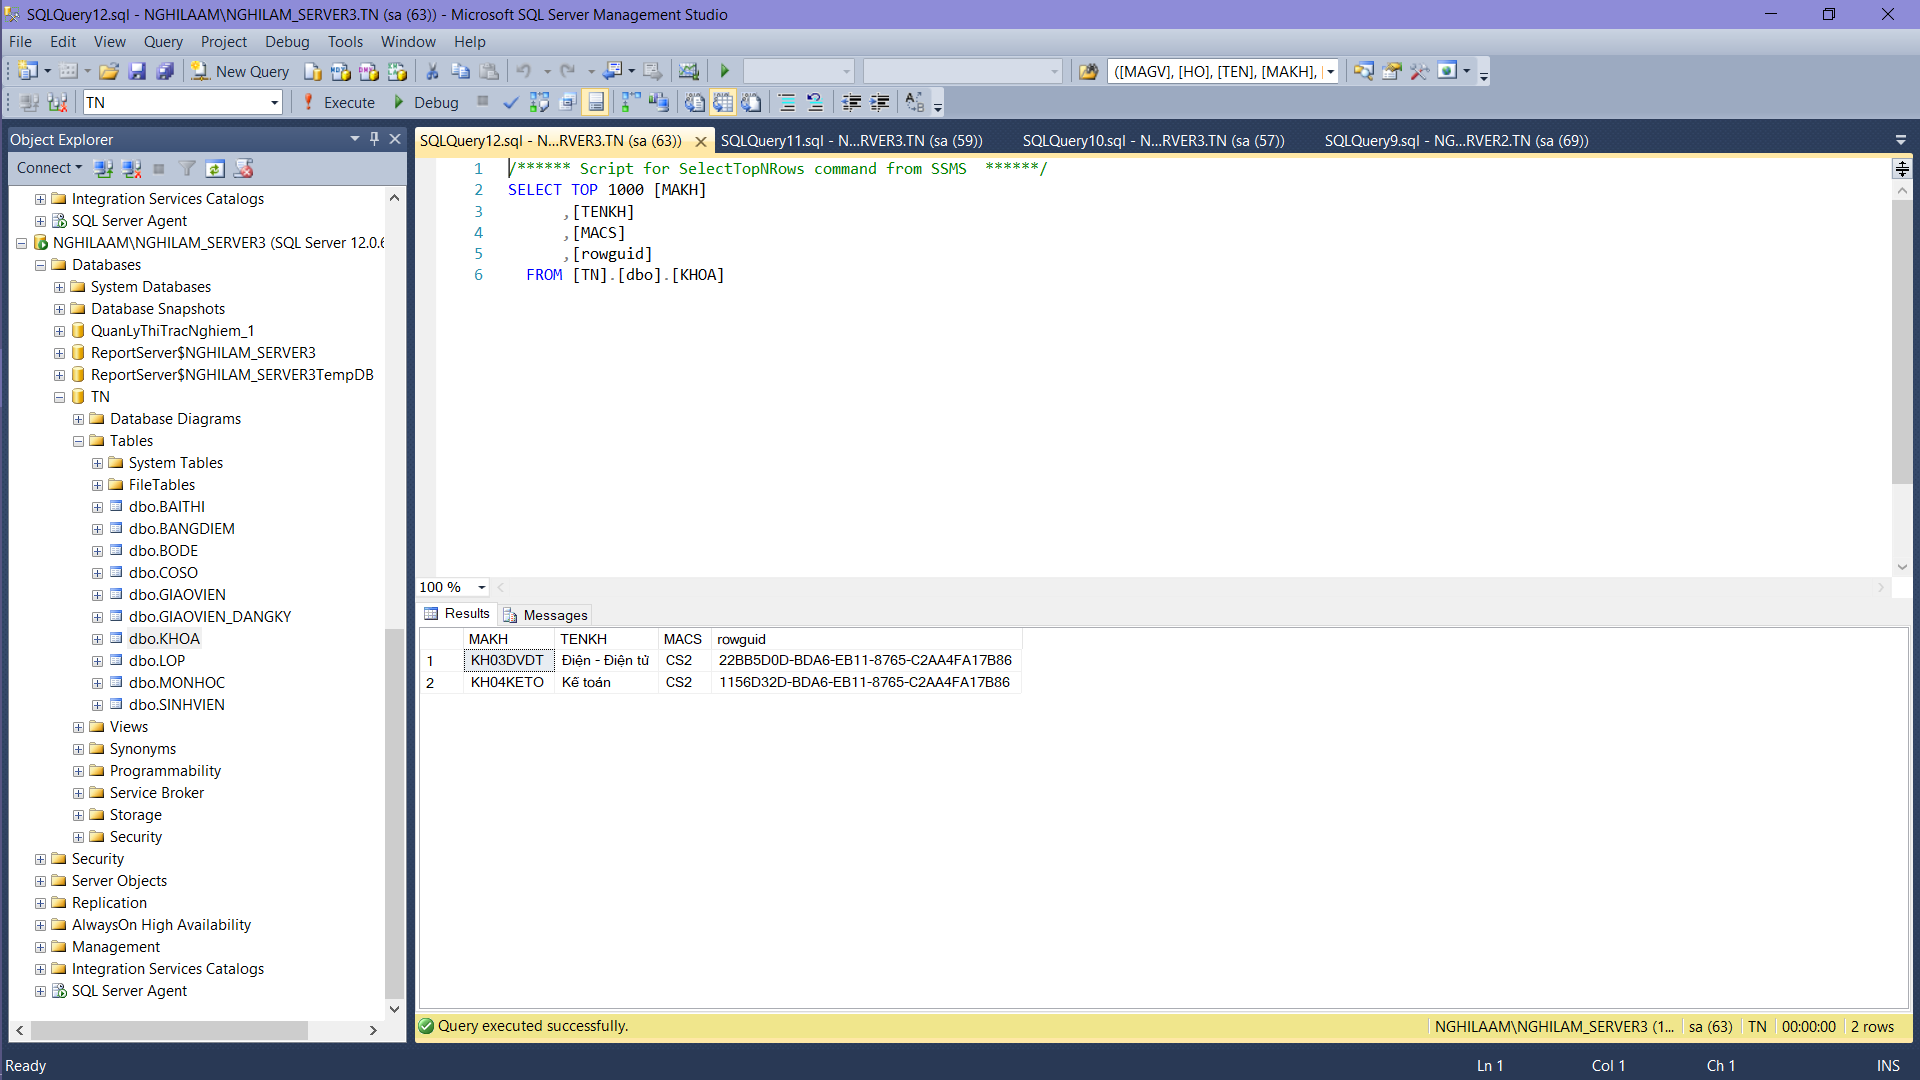 SQLQuery12.sql - NGHILAAM\NGHILAM_SERVER3.TN (sa (63)) - Microsoft SQL Server Management Studio
File Edit View Query Project Debug Tools Window Help
New Query ([MAGV], [HO], [TEN], [MAKH], [
TN Execute Debug
Object Explorer
Connect
Integration Services Catalogs
SQL Server Agent
NGHILAAM\NGHILAM_SERVER3 (SQL Server 12.0.6
Databases
System Databases
Database Snapshots
QuanLyThiTracNghiem_1
ReportServer$NGHILAM_SERVER3
ReportServer$NGHILAM_SERVER3TempDB
TN
Database Diagrams
Tables
System Tables
FileTables
dbo.BAITHI
dbo.BANGDIEM
dbo.BODE
dbo.COSO
dbo.GIAOVIEN
dbo.GIAOVIEN_DANGKY
dbo.KHOA
dbo.LOP
dbo.MONHOC
dbo.SINHVIEN
Views
Synonyms
Programmability
Service Broker
Storage
Security
Security
Server Objects
Replication
AlwaysOn High Availability
Management
Integration Services Catalogs
SQL Server Agent
SQLQuery12.sql - N...RVER3.TN (sa (63)) SQLQuery11.sql - N...RVER3.TN (sa (59)) SQLQuery10.sql - N...RVER3.TN (sa (57)) SQLQuery9.sql - NG...RVER2.TN (sa (69))
1 /****** Script for SelectTopNRows command from SSMS ******/
2 SELECT TOP 1000 [MAKH]
3 ,[TENKH]
4 ,[MACS]
5 ,[rowguid]
6 FROM [TN].[dbo].[KHOA]
100 %
Results Messages
MAKH TENKH MACS rowguid
1 KH03DVDT Điện - Điện tử CS2 22BB5D0D-BDA6-EB11-8765-C2AA4FA17B86
2 KH04KETO Kế toán CS2 1156D32D-BDA6-EB11-8765-C2AA4FA17B86
Query executed successfully. NGHILAAM\NGHILAM_SERVER3 (1... sa (63) TN 00:00:00 2 rows
Ready Ln 1 Col 1 Ch 1 INS